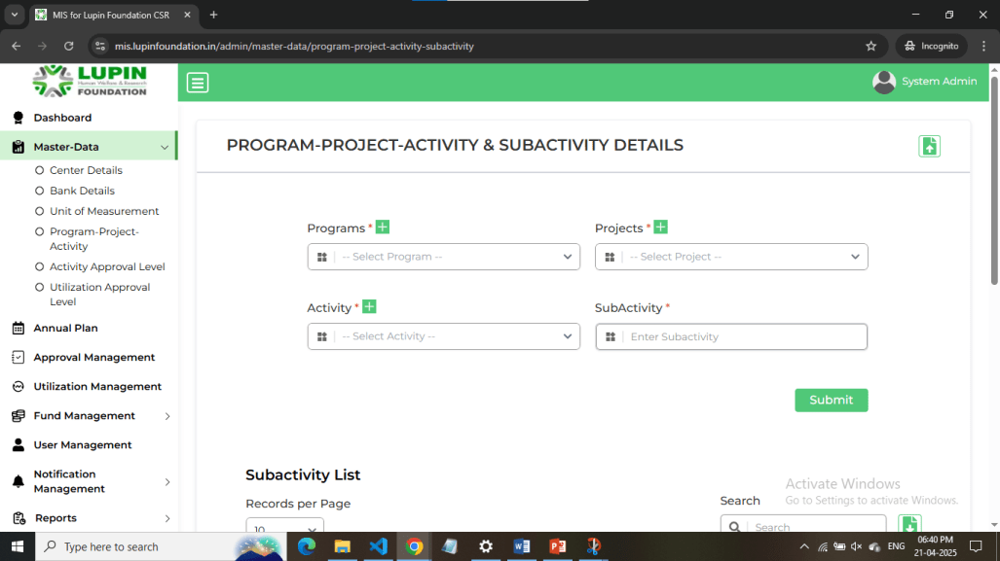 MIS for Lupin Foundation CSR
mis.lupinfoundation.in/admin/master-data/program-project-activity-subactivity
Incognito
LUPIN
Human Welfare & Research
FOUNDATION
System Admin
Dashboard
Master-Data
Center Details
Bank Details
Unit of Measurement
Program-Project-
Activity
Activity Approval Level
Utilization Approval
Level
Annual Plan
Approval Management
Utilization Management
Fund Management
User Management
Notification
Management
Reports
PROGRAM-PROJECT-ACTIVITY & SUBACTIVITY DETAILS
Programs *
Projects *
-- Select Program --
-- Select Project --
Activity *
SubActivity *
-- Select Activity --
Enter Subactivity
Submit
Subactivity List
Records per Page
10
Search
Search
Activate Windows
Go to Settings to activate Windows.
Type here to search
ENG
06:40 PM
21-04-2025